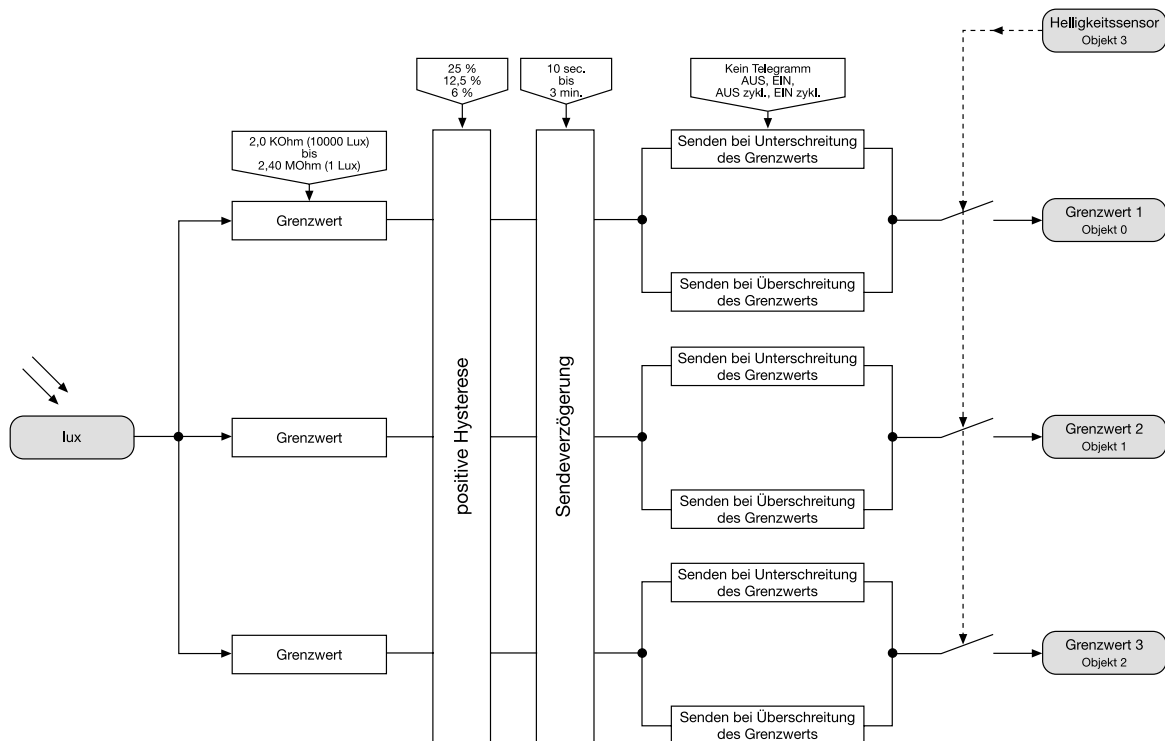 Helligkeitssensor
Objekt 3
25 %
12,5 %
6 %
10 sec.
bis
3 min.
Kein Telegramm
AUS, EIN,
AUS zykl., EIN zykl.
2,0 KOhm (10000 Lux)
bis
2,40 MOhm (1 Lux)
Senden bei Unterschreitung
des Grenzwerts
Grenzwert
Grenzwert 1
Objekt 0
Senden bei Überschreitung
des Grenzwerts
positive Hysterese
Sendeverzögerung
Senden bei Unterschreitung
des Grenzwerts
lux
Grenzwert
Grenzwert 2
Objekt 1
Senden bei Überschreitung
des Grenzwerts
Senden bei Unterschreitung
des Grenzwerts
Grenzwert
Grenzwert 3
Objekt 2
Senden bei Überschreitung
des Grenzwerts